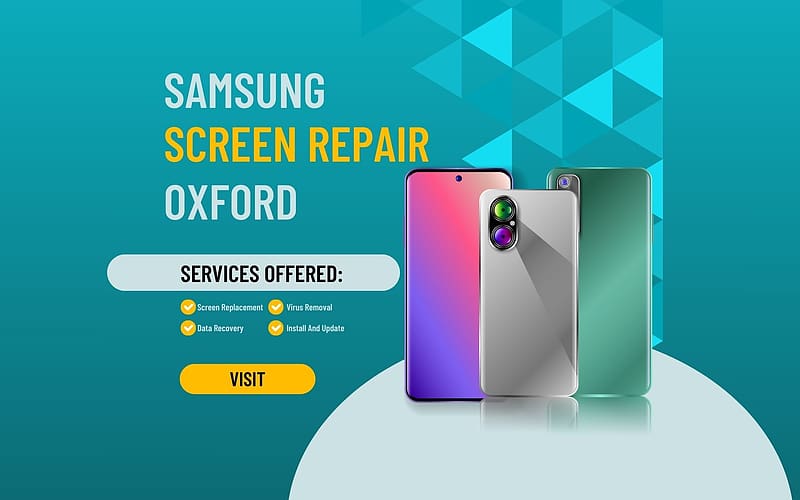 SAMSUNG
SCREEN REPAIR
OXFORD
SERVICES OFFERED:
Screen Replacement Virus Removal
Data Recovery Install And Update
VISIT